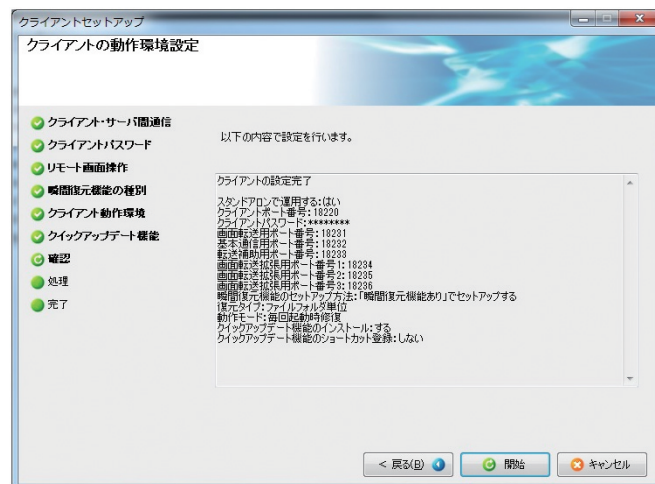 クライアントセットアップ
クライアントの動作環境設定
クライアント・サーバ間通信
クライアントパスワード
リモート画面操作
瞬間復元機能の種別
クライアント動作環境
クイックアップデート機能
確認
処理
完了
以下の内容で設定を行います。
クライアントの設定完了
スタンドアロンで運用する:はい
クライアントポート番号:18220
クライアントパスワード:********
画面転送用ポート番号:18231
基本通信用ポート番号:18232
転送補助用ポート番号:18233
画面転送拡張用ポート番号1:18234
画面転送拡張用ポート番号2:18235
画面転送拡張用ポート番号3:18236
瞬間復元機能のセットアップ方法:「瞬間復元機能あり」でセットアップする
復元タイプ:ファイルフォルダ単位
動作モード:毎回起動時修復
クイックアップデート機能のインストール:する
クイックアップデート機能のショートカット登録:しない
< 戻る(B)
開始
キャンセル